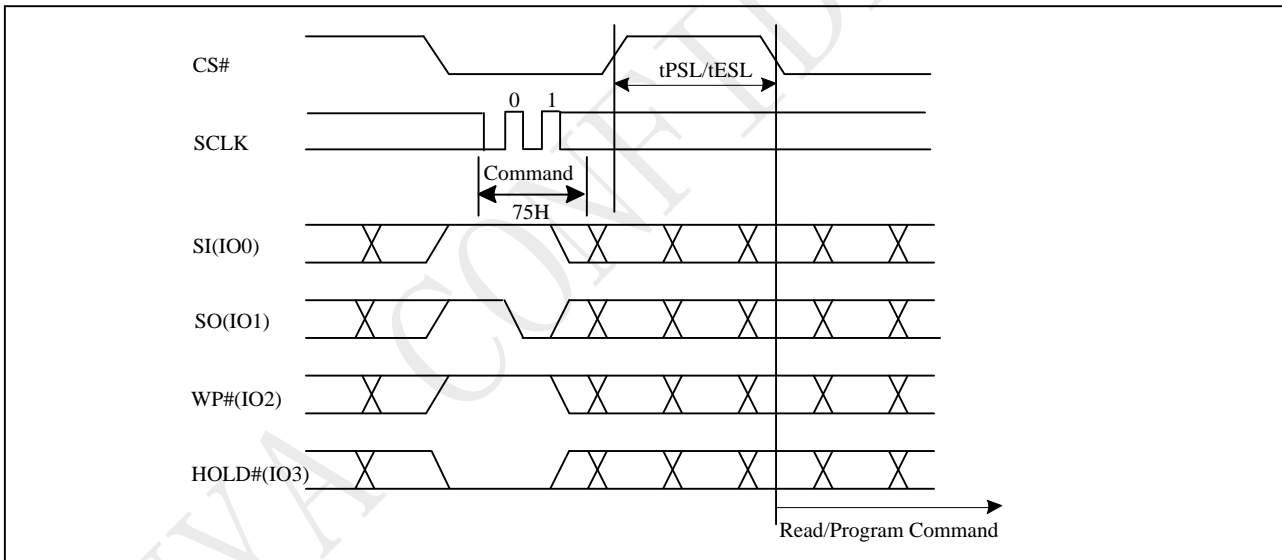 CS#
tPSL/tESL
0 1
SCLK
Command
75H
SI(IO0)
SO(IO1)
WP#(IO2)
HOLD#(IO3)
Read/Program Command